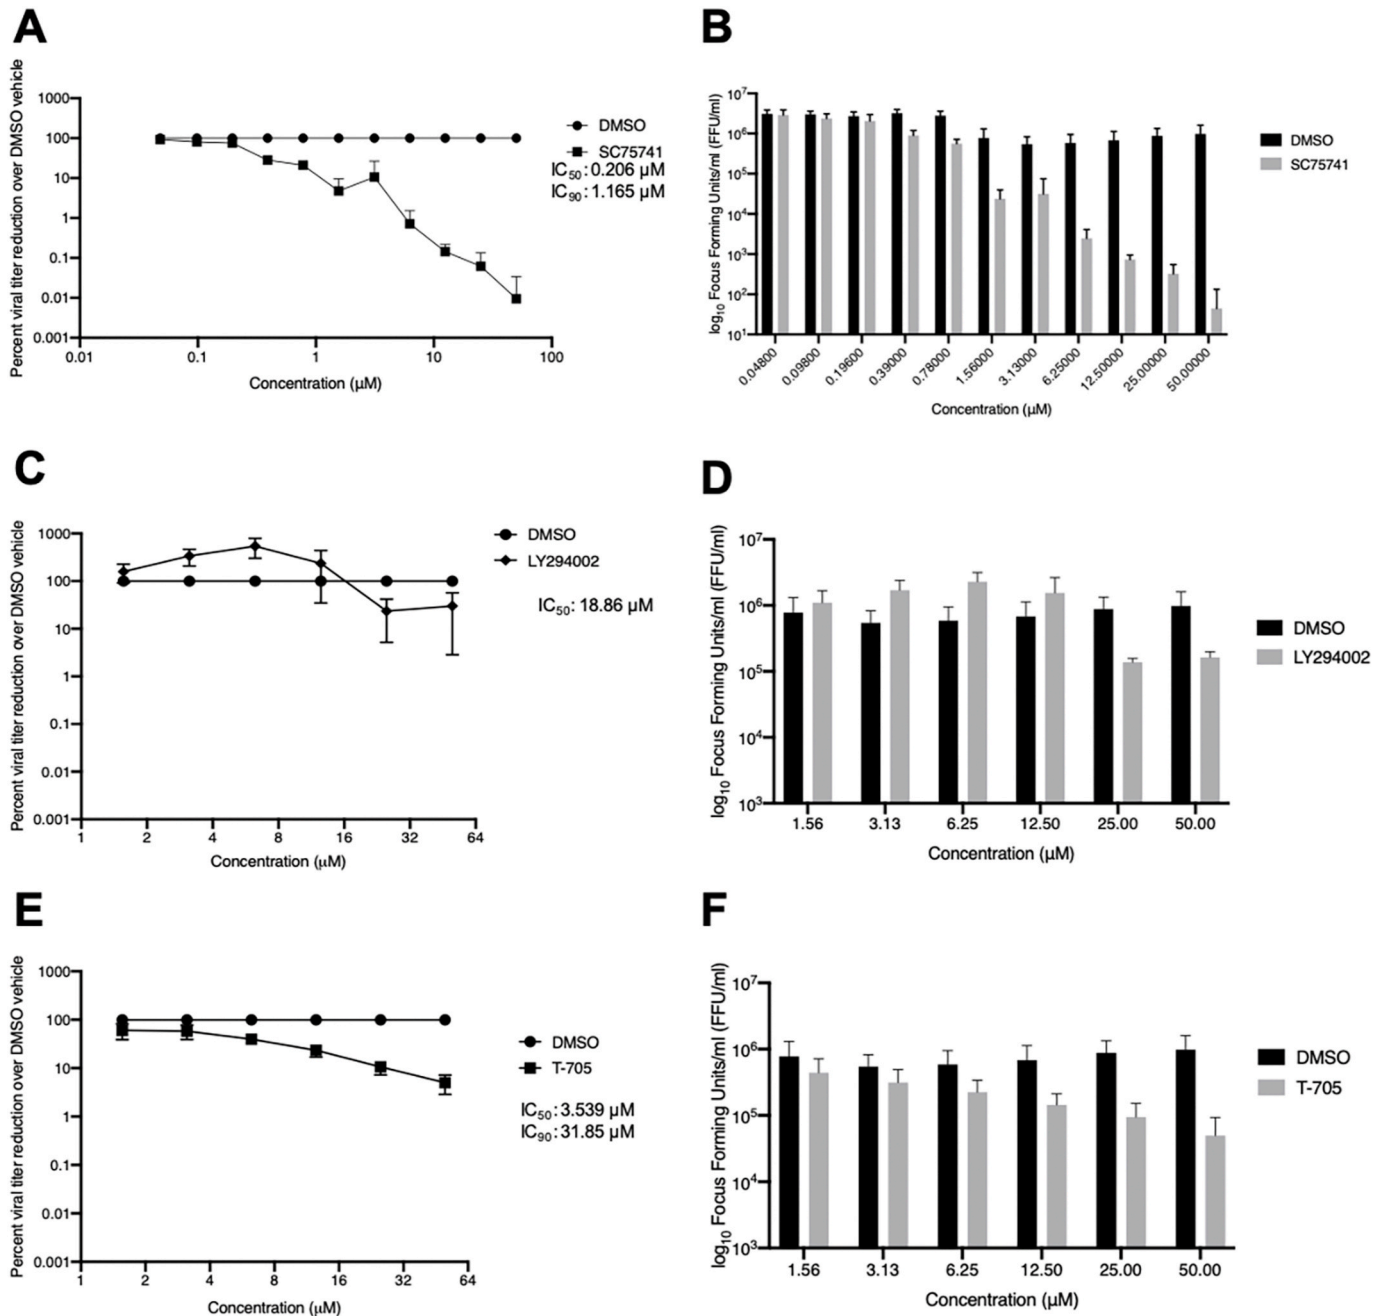 A
Percent viral titer reduction over DMSO vehicle
1000
100
10
1
0.1
0.01
0.001
0.01
0.1
1
10
100
Concentration (µM)
DMSO
SC75741
IC₅₀: 0.206 µM
IC₉₀: 1.165 µM
B
log₁₀ Focus Forming Units/ml (FFU/ml)
10⁷
10⁶
10⁵
10⁴
10³
10²
10¹
0.04800
0.09800
0.19600
0.39000
0.78000
1.56000
3.13000
6.25000
12.50000
25.00000
50.00000
Concentration (µM)
DMSO
SC75741
C
Percent viral titer reduction over DMSO vehicle
1000
100
10
1
0.1
0.01
0.001
1
2
4
8
16
32
64
Concentration (µM)
DMSO
LY294002
IC₅₀: 18.86 µM
D
log₁₀ Focus Forming Units/ml (FFU/ml)
10⁷
10⁶
10⁵
10⁴
10³
1.56
3.13
6.25
12.50
25.00
50.00
Concentration (µM)
DMSO
LY294002
E
Percent viral titer reduction over DMSO vehicle
1000
100
10
1
0.1
0.01
0.001
1
2
4
8
16
32
64
Concentration (µM)
DMSO
T-705
IC₅₀: 3.539 µM
IC₉₀: 31.85 µM
F
log₁₀ Focus Forming Units/ml (FFU/ml)
10⁷
10⁶
10⁵
10⁴
10³
1.56
3.13
6.25
12.50
25.00
50.00
Concentration (µM)
DMSO
T-705